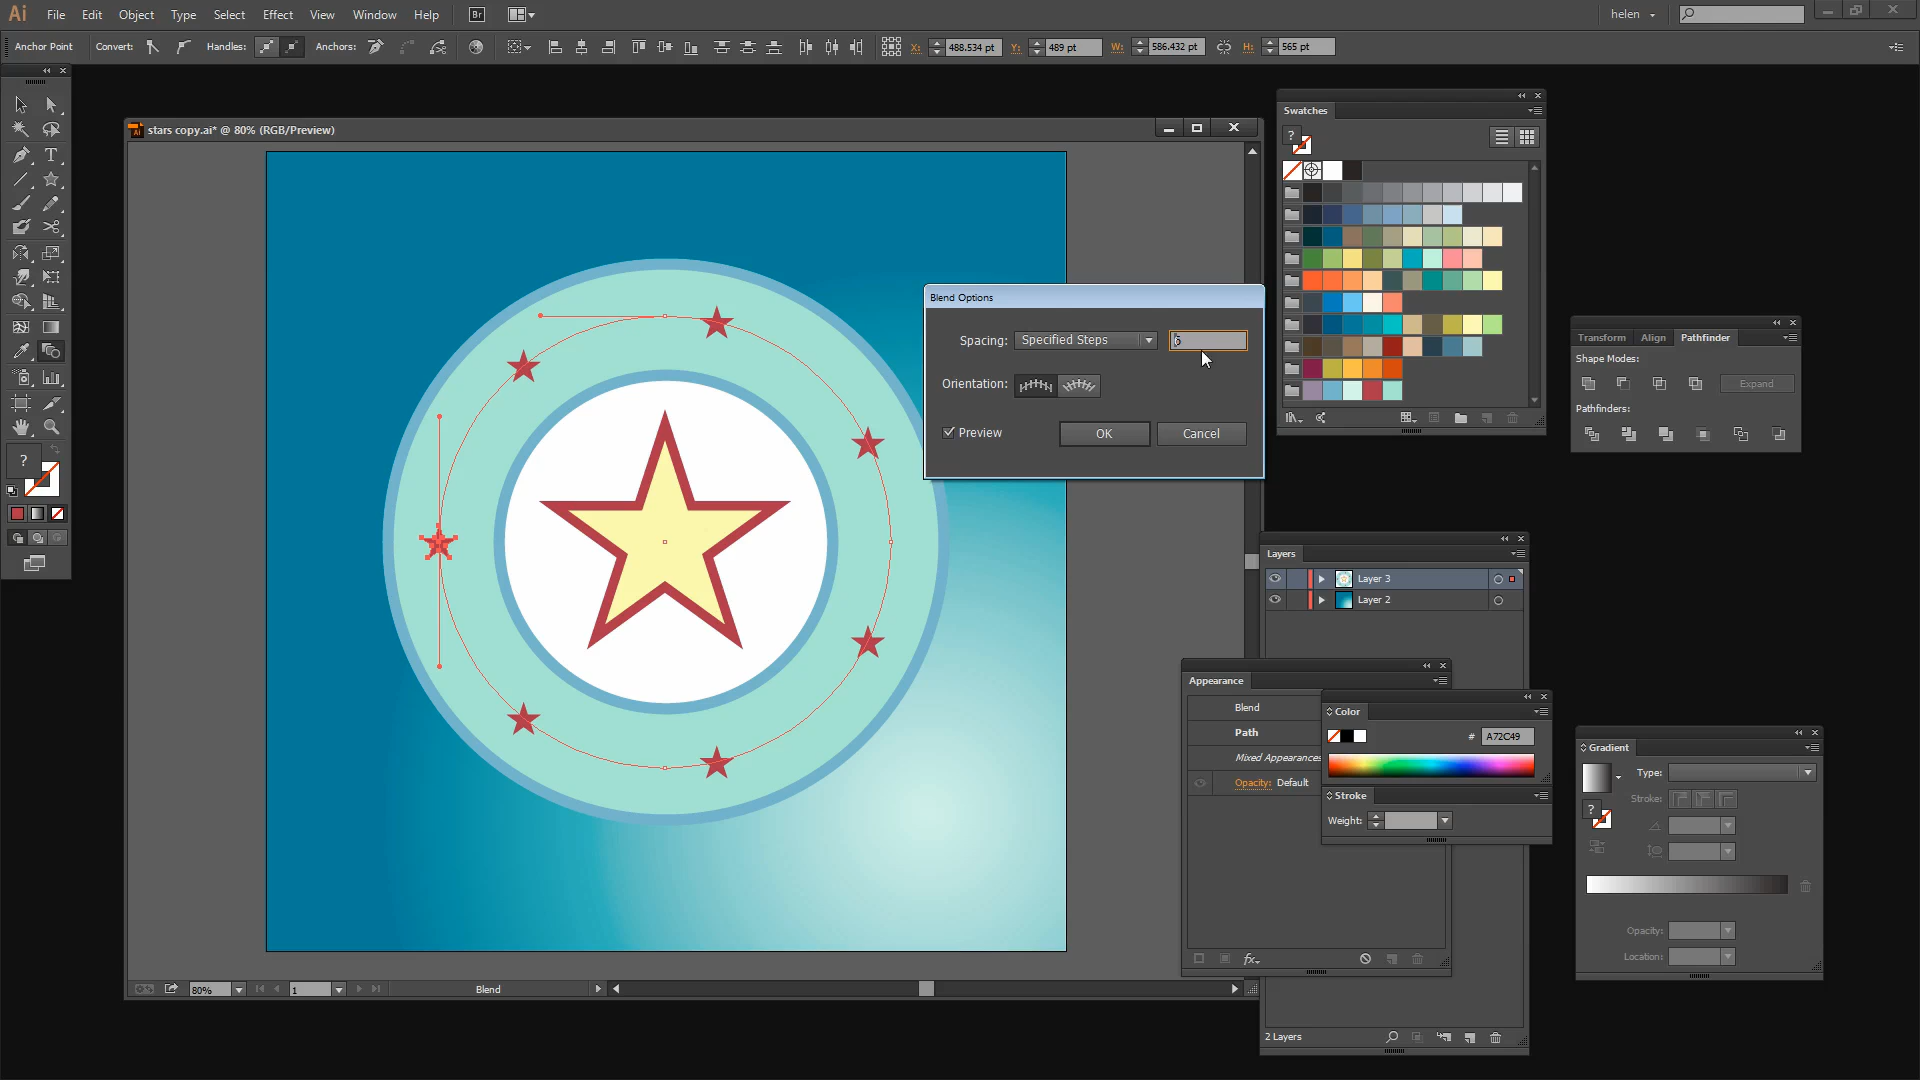 Ai File Edit Object Type Select Effect View Window Help Br helen
Anchor Point Convert: Handles: Anchors: X: 488.534 pt Y: 489 pt W: 586.432 pt H: 565 pt
stars copy.ai* @ 80% (RGB/Preview)
Swatches
?
Blend Options
Spacing: Specified Steps
Orientation:
Preview OK Cancel
Transform Align Pathfinder
Shape Modes:
Expand
Pathfinders:
?
Layers
Layer 3
Layer 2
Appearance
Blend
Path
Mixed Appearances
Opacity: Default
fx
Color
# A72C49
Stroke
Weight:
Gradient
Type:
Stroke:
?
Opacity:
Location:
80% 1 Blend
2 Layers